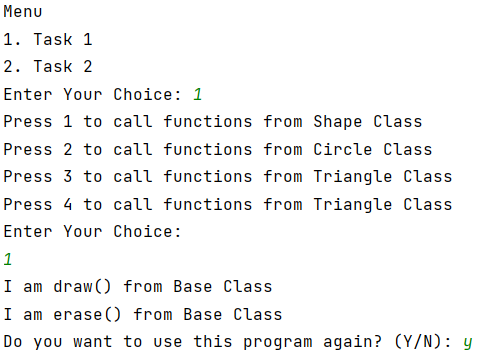 Menu
1. Task 1
2. Task 2
Enter Your Choice: 1
Press 1 to call functions from Shape Class
Press 2 to call functions from Circle Class
Press 3 to call functions from Triangle Class
Press 4 to call functions from Triangle Class
Enter Your Choice:
1
I am draw() from Base Class
I am erase() from Base Class
Do you want to use this program again? (Y/N): y